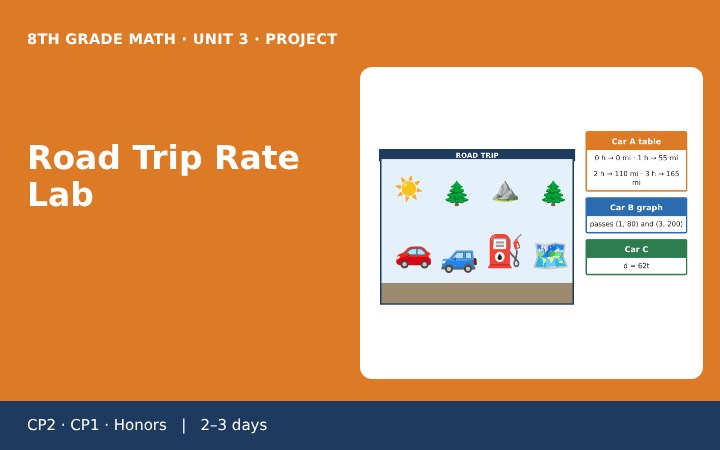 8TH GRADE MATH · UNIT 3 · PROJECT
Road Trip Rate
Lab
ROAD TRIP
Car A table
0 h → 0 mi · 1 h → 55 mi
2 h → 110 mi · 3 h → 165
mi
Car B graph
passes (1, 80) and (3, 200)
Car C
d = 62t
CP2 · CP1 · Honors | 2–3 days